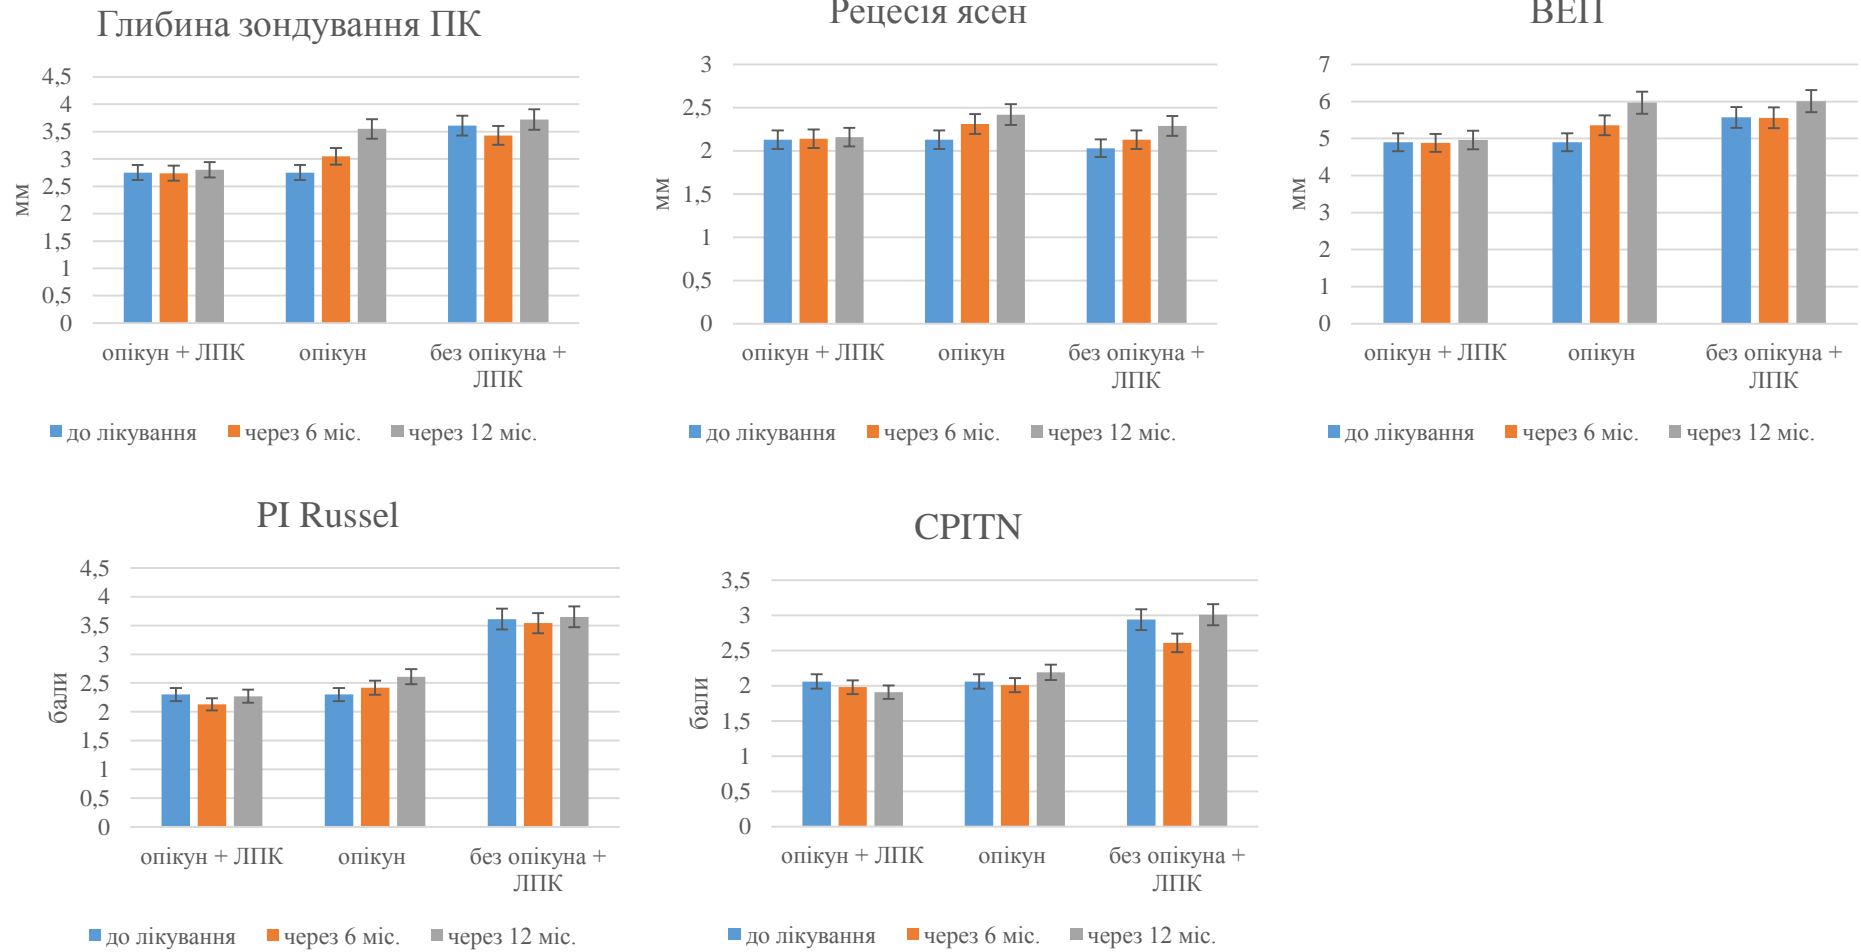 Глибина зондування ПК
4,5
4
3,5
3
2,5
2
1,5
1
0,5
0
мм
опікун + ЛПК
опікун
без опікуна +
ЛПК
до лікування
через 6 міс.
через 12 міс.
Рецесія ясен
3
2,5
2
1,5
1
0,5
0
мм
опікун + ЛПК
опікун
без опікуна +
ЛПК
до лікування
через 6 міс.
через 12 міс.
ВЕП
7
6
5
4
3
2
1
0
мм
опікун + ЛПК
опікун
без опікуна +
ЛПК
до лікування
через 6 міс.
через 12 міс.
PI Russel
4,5
4
3,5
3
2,5
2
1,5
1
0,5
0
бали
опікун + ЛПК
опікун
без опікуна +
ЛПК
до лікування
через 6 міс.
через 12 міс.
CPITN
3,5
3
2,5
2
1,5
1
0,5
0
бали
опікун + ЛПК
опікун
без опікуна +
ЛПК
до лікування
через 6 міс.
через 12 міс.